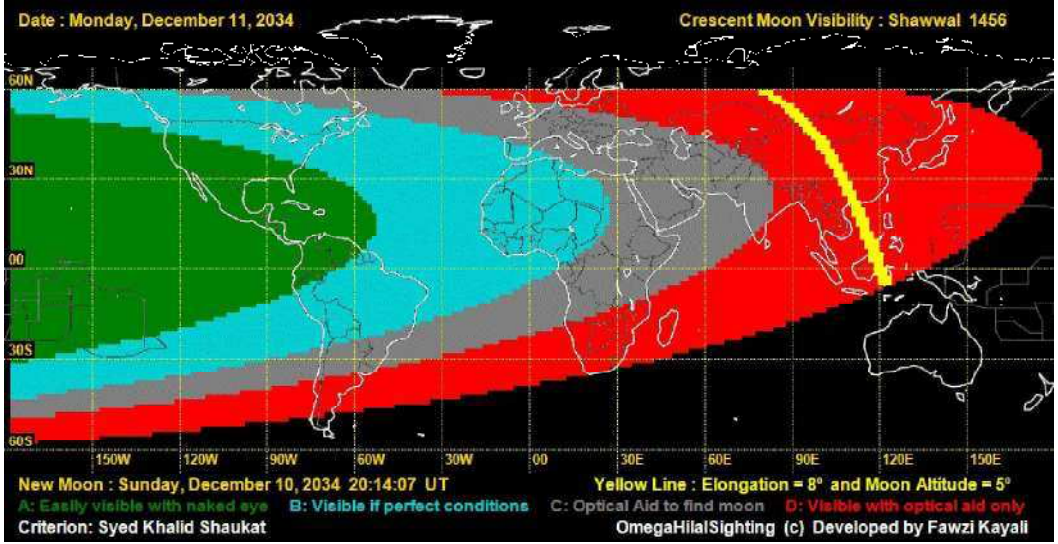 Date : Monday, December 11, 2034
Crescent Moon Visibility : Shawwal 1456
60N
30N
00
30S
60S
150W 120W 90W 60W 30W 00 30E 60E 90E 120E 150E
New Moon : Sunday, December 10, 2034 20:14:07 UT
Yellow Line : Elongation = 8º and Moon Altitude = 5º
A: Easily visible with naked eye B: Visible if perfect conditions C: Optical Aid to find moon D: Visible with optical aid only
Criterion: Syed Khalid Shaukat
OmegaHilalSighting (c) Developed by Fawzi Kayali